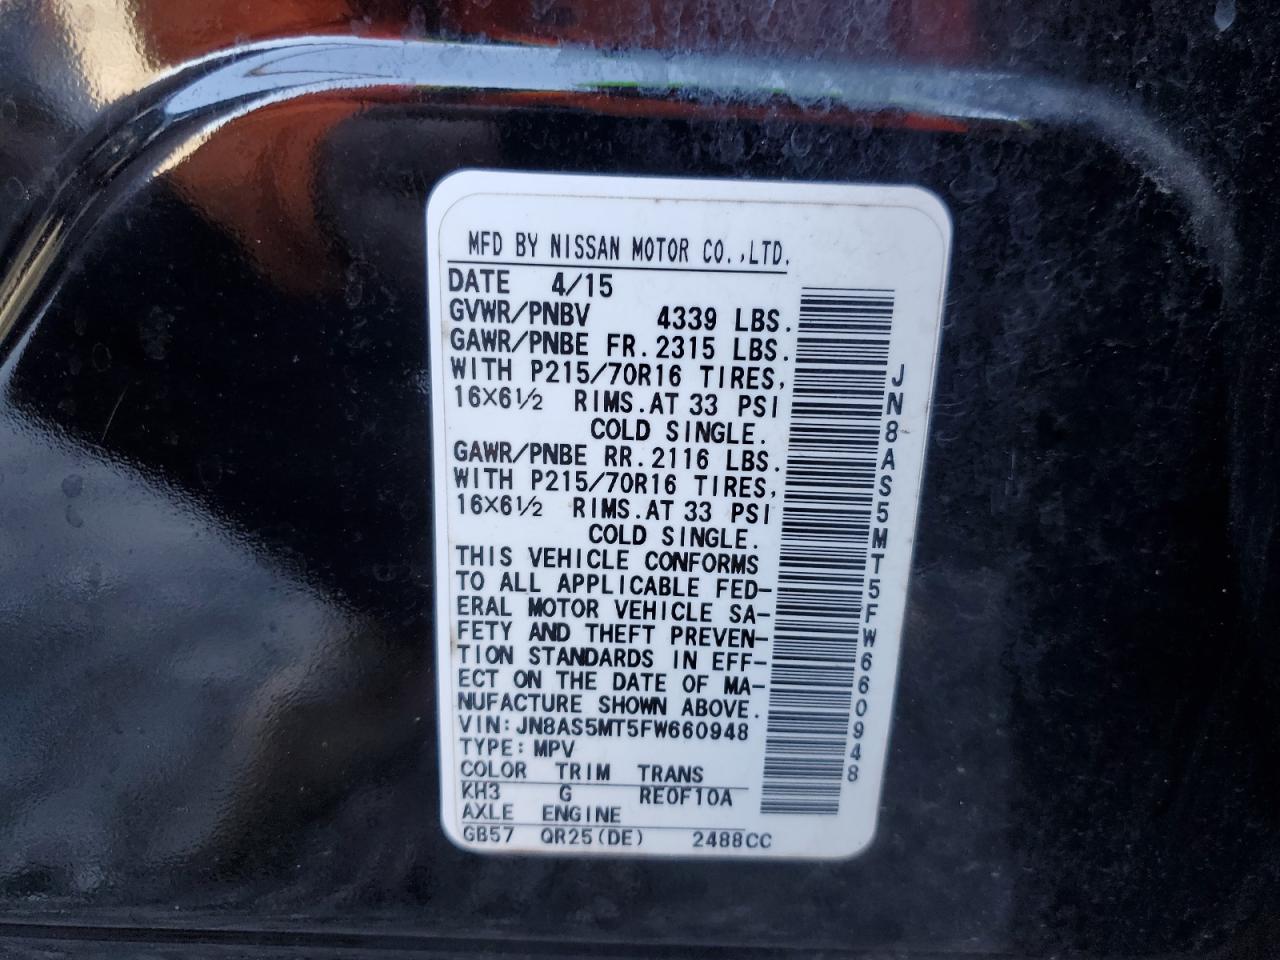 MFD BY NISSAN MOTOR CO.,LTD.
DATE 4/15
GVWR/PNBV 4339 LBS.
GAWR/PNBE FR.2315 LBS.
WITH P215/70R16 TIRES,
16X6½ RIMS.AT 33 PSI
COLD SINGLE.
GAWR/PNBE RR.2116 LBS.
WITH P215/70R16 TIRES,
16X6½ RIMS.AT 33 PSI
COLD SINGLE.
THIS VEHICLE CONFORMS
TO ALL APPLICABLE FED-
ERAL MOTOR VEHICLE SA-
FETY AND THEFT PREVEN-
TION STANDARDS IN EFF-
ECT ON THE DATE OF MA-
NUFACTURE SHOWN ABOVE.
VIN:JN8AS5MT5FW660948
TYPE:MPV
COLOR TRIM TRANS
KH3 G RE0F10A
AXLE ENGINE
GB57 QR25(DE) 2488CC
JN8AS5MT5FW660948